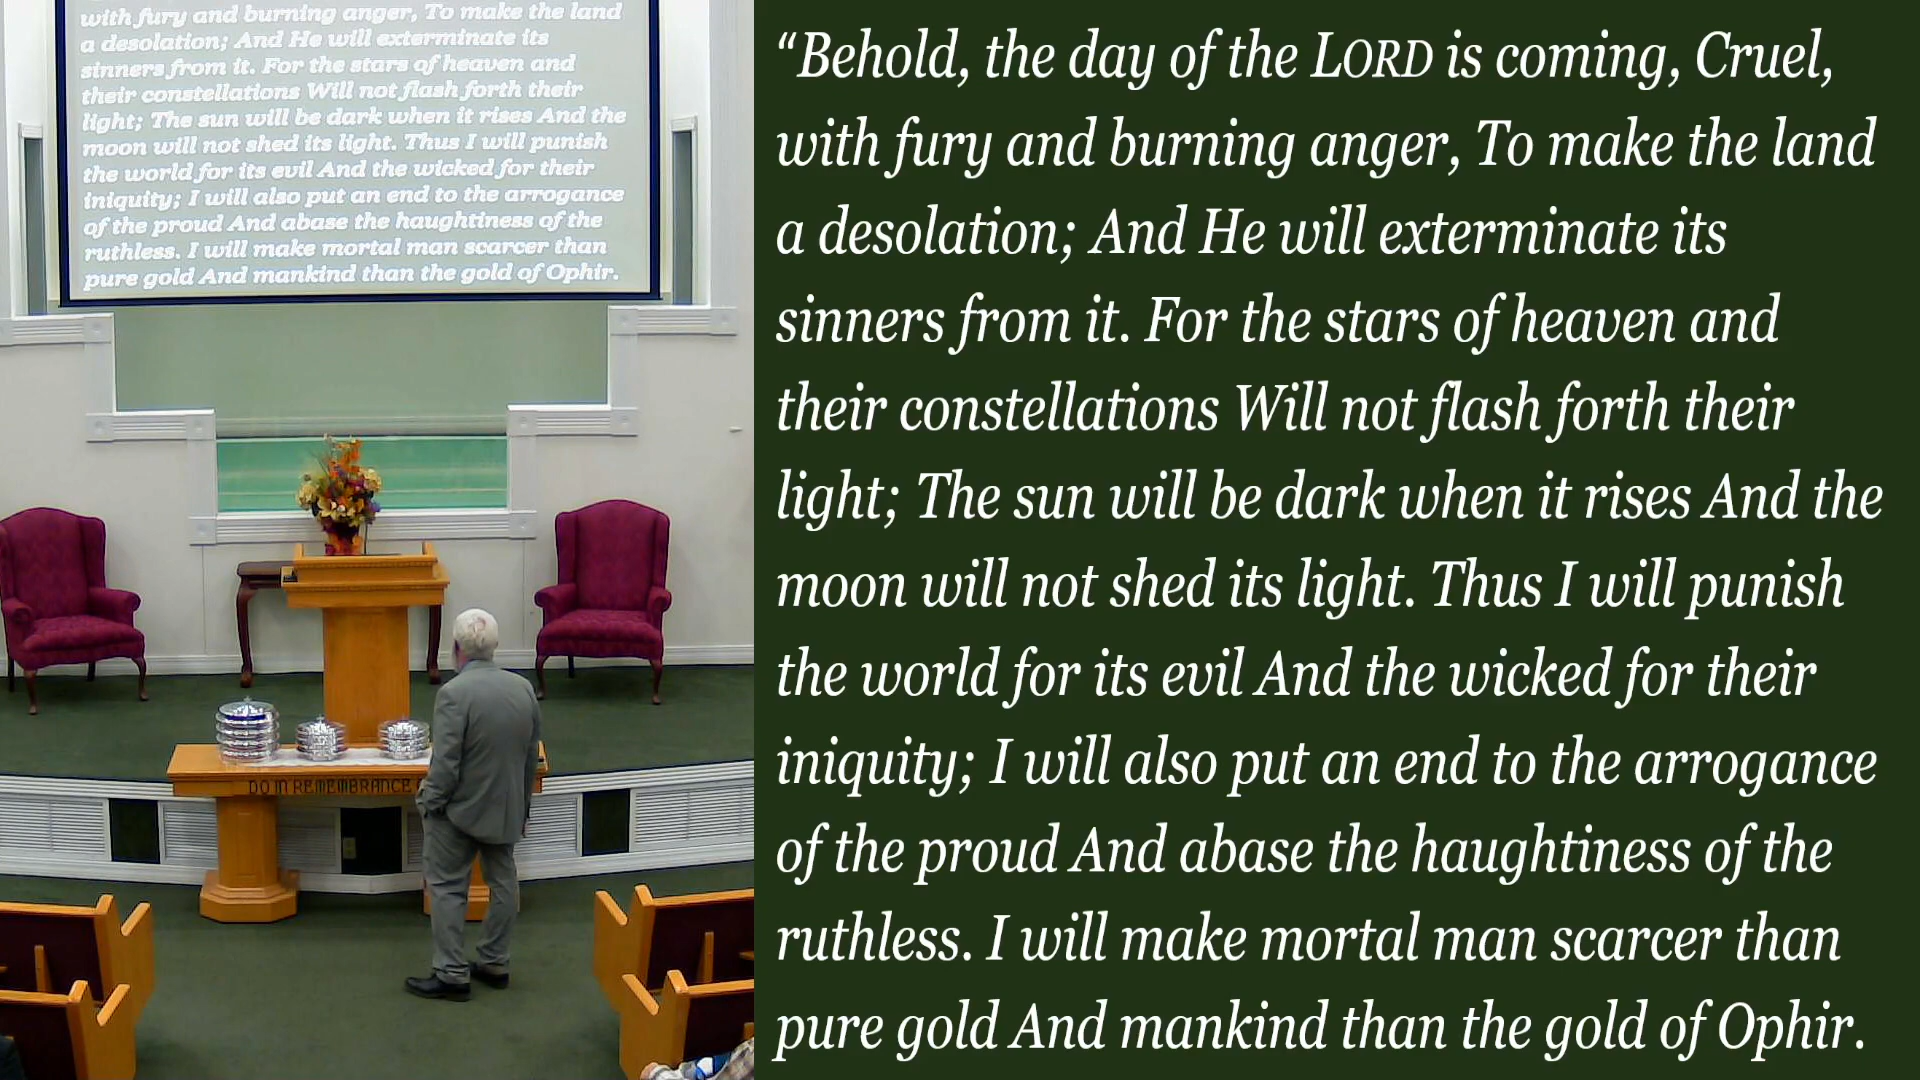 with fury and burning anger, To make the land
a desolation; And He will exterminate its
sinners from it. For the stars of heaven and
their constellations Will not flash forth their
light; The sun will be dark when it rises And the
moon will not shed its light. Thus I will punish
the world for its evil And the wicked for their
iniquity; I will also put an end to the arrogance
of the proud And abase the haughtiness of the
ruthless. I will make mortal man scarcer than
pure gold And mankind than the gold of Ophir.
DO IN REMEMBRANCE
“Behold, the day of the LORD is coming, Cruel,
with fury and burning anger, To make the land
a desolation; And He will exterminate its
sinners from it. For the stars of heaven and
their constellations Will not flash forth their
light; The sun will be dark when it rises And the
moon will not shed its light. Thus I will punish
the world for its evil And the wicked for their
iniquity; I will also put an end to the arrogance
of the proud And abase the haughtiness of the
ruthless. I will make mortal man scarcer than
pure gold And mankind than the gold of Ophir.